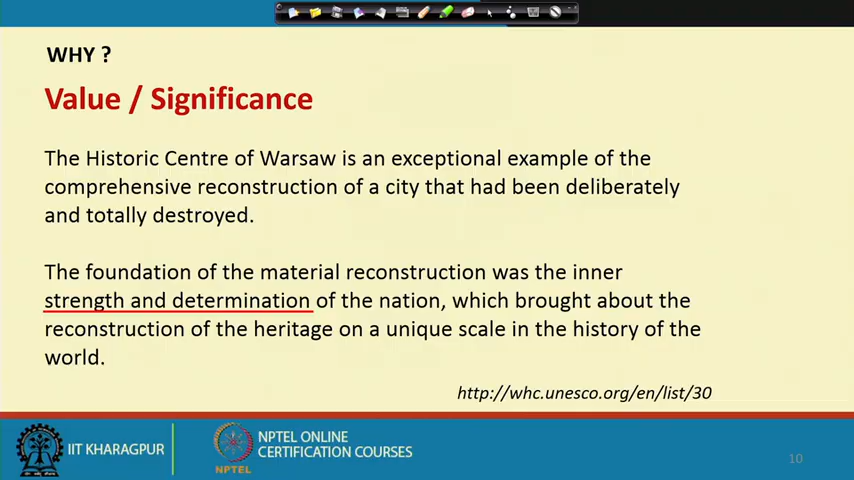 WHY ?
Value / Significance
The Historic Centre of Warsaw is an exceptional example of the
comprehensive reconstruction of a city that had been deliberately
and totally destroyed.
The foundation of the material reconstruction was the inner
strength and determination of the nation, which brought about the
reconstruction of the heritage on a unique scale in the history of the
world.
http://whc.unesco.org/en/list/30
IIT KHARAGPUR
NPTEL
NPTEL ONLINE
CERTIFICATION COURSES
10